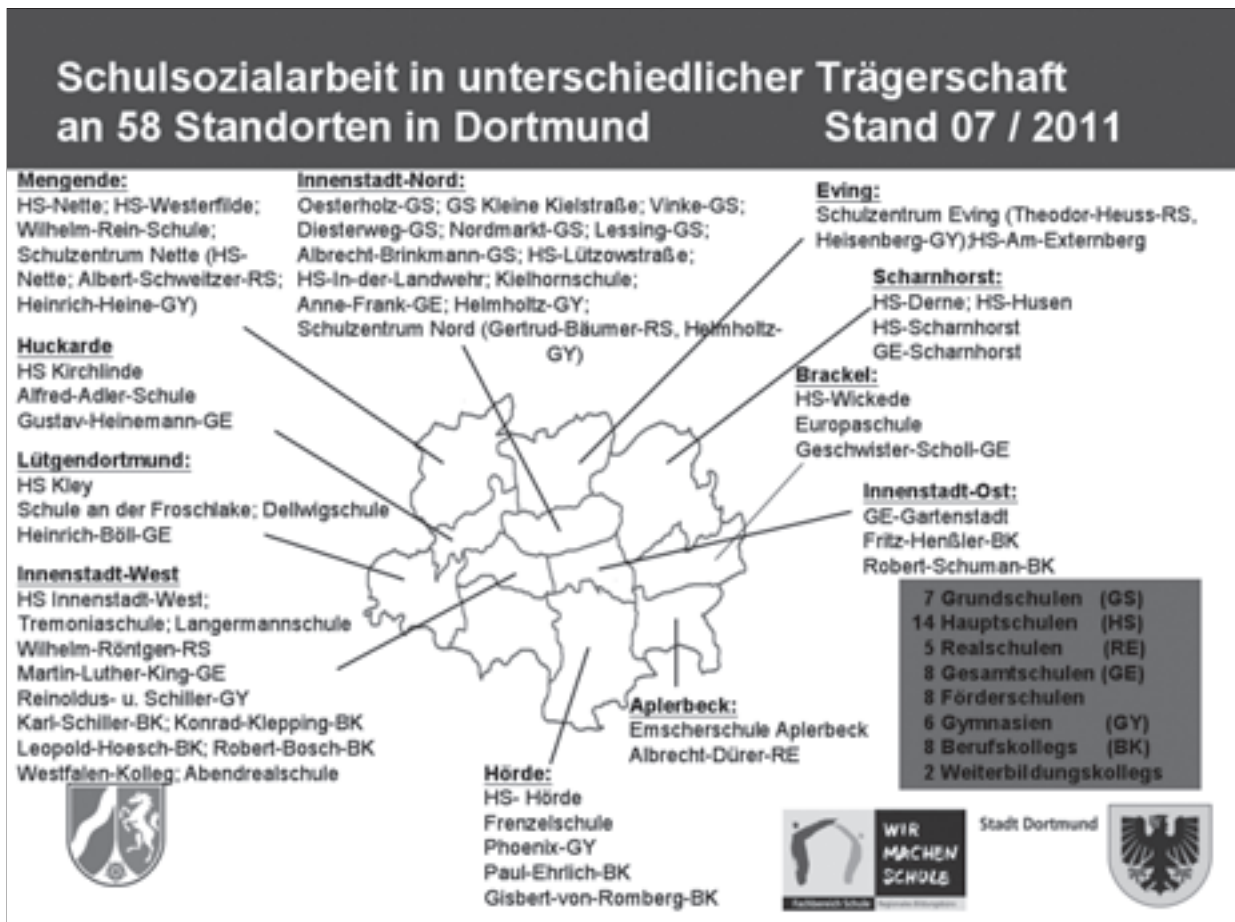 Schulsozialarbeit in unterschiedlicher Trägerschaft
an 58 Standorten in Dortmund Stand 07 / 2011
Mengende:
HS-Nette; HS-Westerfilde;
Wilhelm-Rein-Schule;
Schulzentrum Nette (HS-
Nette; Albert-Schweitzer-RS;
Heinrich-Heine-GY)
Huckarde
HS Kirchlinde
Alfred-Adler-Schule
Gustav-Heinemann-GE
Lütgendortmund:
HS Kley
Schule an der Froschlake; Dellwigschule
Heinrich-Böll-GE
Innenstadt-West
HS Innenstadt-West;
Tremoniaschule; Langermannschule
Wilhelm-Röntgen-RS
Martin-Luther-King-GE
Reinoldus- u. Schiller-GY
Karl-Schiller-BK; Konrad-Klepping-BK
Leopold-Hoesch-BK; Robert-Bosch-BK
Westfalen-Kolleg; Abendrealschule
Innenstadt-Nord:
Oesterholz-GS; GS Kleine Kielstraße; Vinke-GS;
Diesterweg-GS; Nordmarkt-GS; Lessing-GS;
Albrecht-Brinkmann-GS; HS-Lützowstraße;
HS-In-der-Landwehr; Kielhornschule;
Anne-Frank-GE; Helmholtz-GY;
Schulzentrum Nord (Gertrud-Bäumer-RS, Helmholtz-
GY)
Eving:
Schulzentrum Eving (Theodor-Heuss-RS,
Heisenberg-GY);HS-Am-Externberg
Scharnhorst:
HS-Derne; HS-Husen
HS-Scharnhorst
GE-Scharnhorst
Brackel:
HS-Wickede
Europaschule
Geschwister-Scholl-GE
Innenstadt-Ost:
GE-Gartenstadt
Fritz-Henßler-BK
Robert-Schuman-BK
7 Grundschulen (GS)
14 Hauptschulen (HS)
5 Realschulen (RE)
8 Gesamtschulen (GE)
8 Förderschulen
6 Gymnasien (GY)
8 Berufskollegs (BK)
2 Weiterbildungskollegs
Aplerbeck:
Emscherschule Aplerbeck
Albrecht-Dürer-RE
Hörde:
HS- Hörde
Frenzelschule
Phoenix-GY
Paul-Ehrlich-BK
Gisbert-von-Romberg-BK
WIR
MACHEN
SCHULE
Fachbereich Schule
Stadt Dortmund